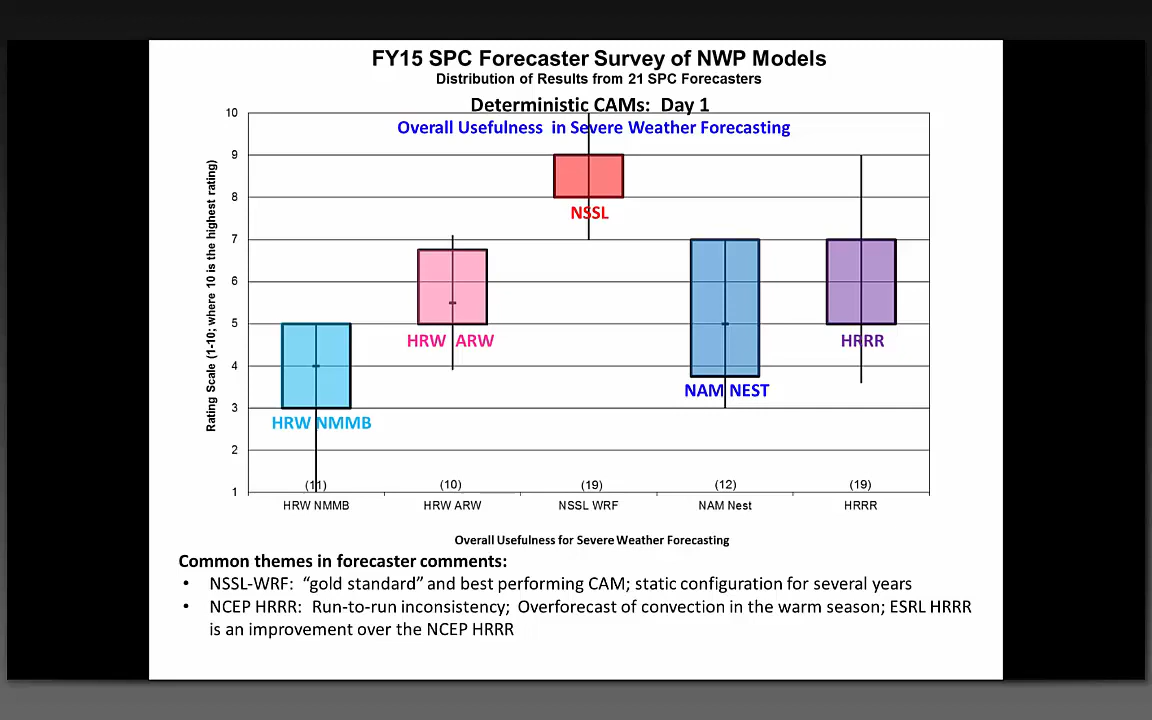 FY15 SPC Forecaster Survey of NWP Models
Distribution of Results from 21 SPC Forecasters
Deterministic CAMs: Day 1
Overall Usefulness in Severe Weather Forecasting
Rating Scale (1-10; where 10 is the highest rating)
10
9
8
7
6
5
4
3
2
1
NSSL
HRW ARW
HRRR
NAM NEST
HRW NMMB
(11) (10) (19) (12) (19)
HRW NMMB HRW ARW NSSL WRF NAM Nest HRRR
Overall Usefulness for Severe Weather Forecasting
Common themes in forecaster comments:
• NSSL-WRF: “gold standard” and best performing CAM; static configuration for several years
• NCEP HRRR: Run-to-run inconsistency; Overforecast of convection in the warm season; ESRL HRRR
is an improvement over the NCEP HRRR